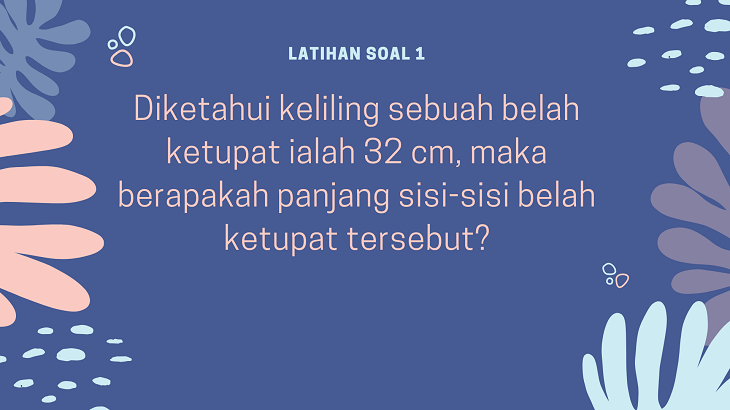 LATIHAN SOAL 1
Diketahui keliling sebuah belah
ketupat ialah 32 cm, maka
berapakah panjang sisi-sisi belah
ketupat tersebut?